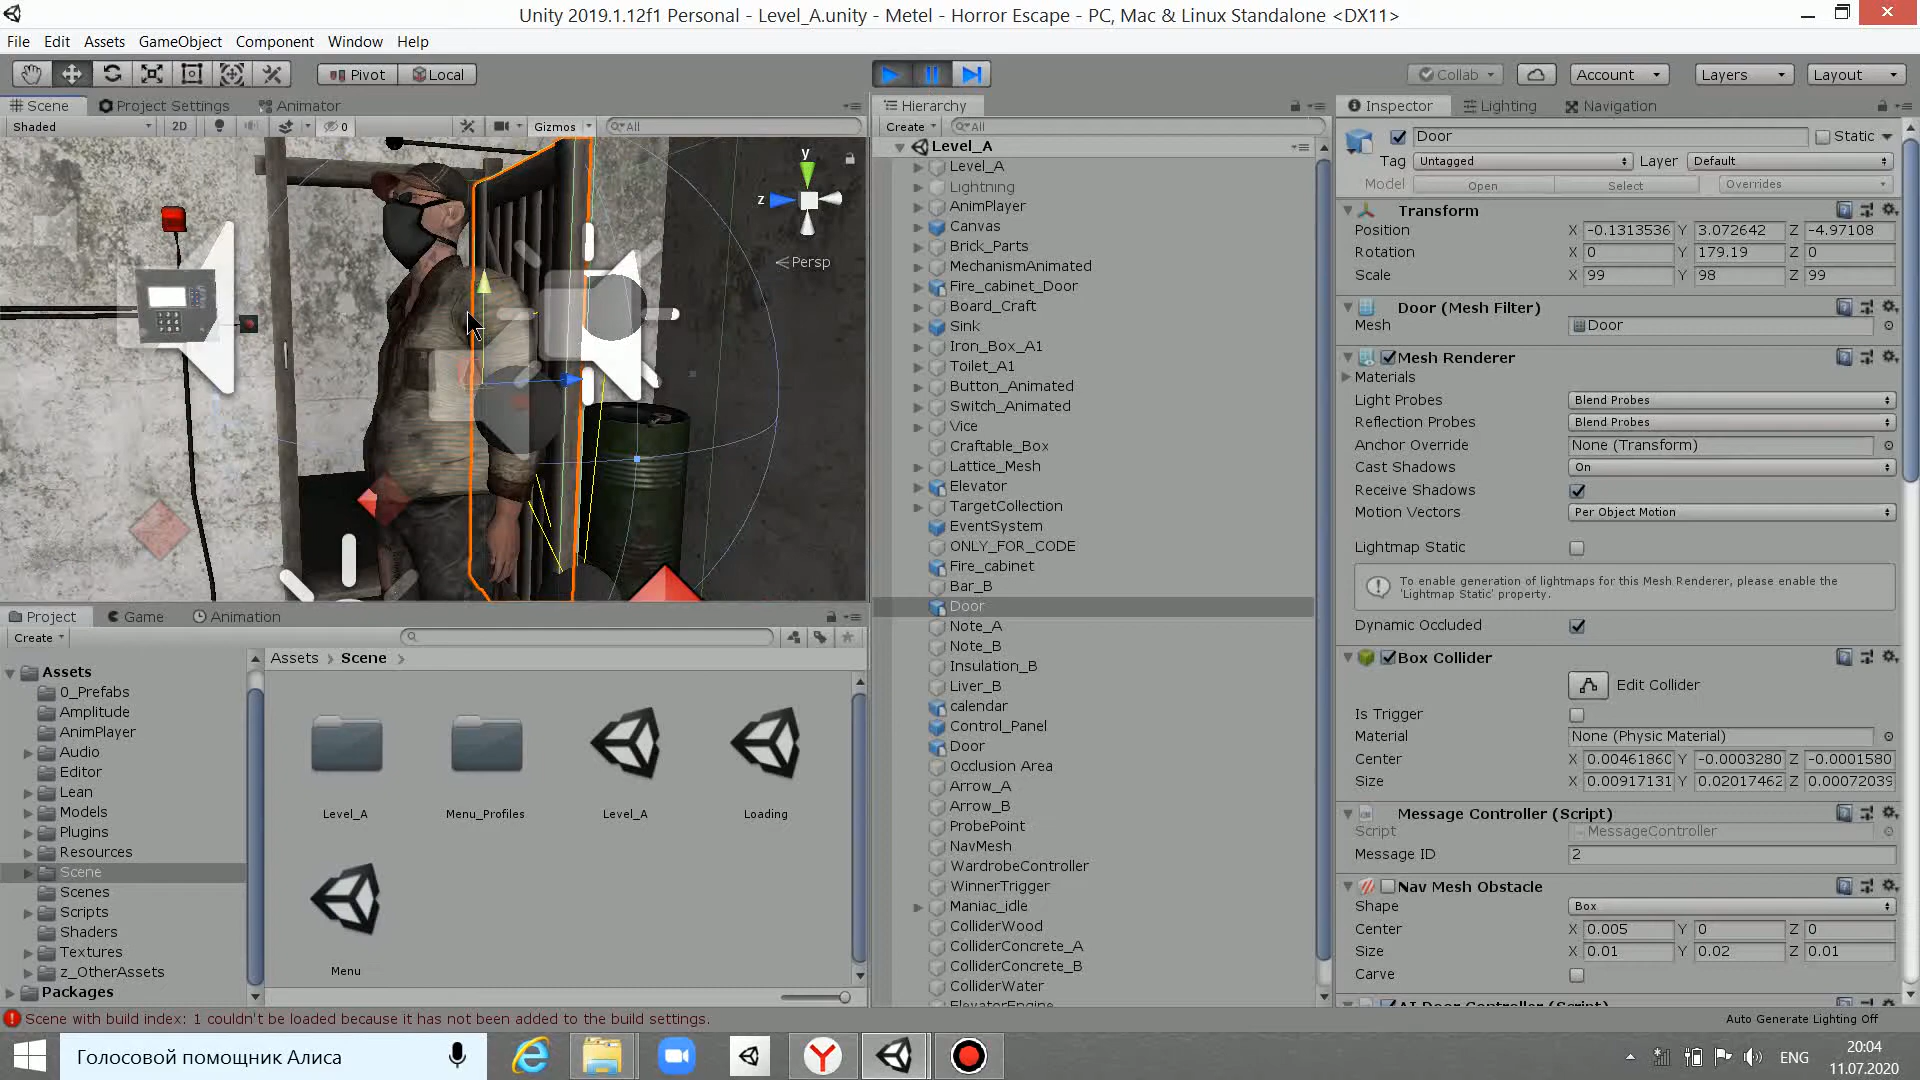 Unity 2019.1.12f1 Personal - Level_A.unity - Metel - Horror Escape - PC, Mac & Linux Standalone <DX11>
File Edit Assets GameObject Component Window Help
Pivot Local Collab Account Layers Layout
Scene Project Settings Animator
Shaded 2D 0 Gizmos All
y
z
Persp
Hierarchy
Create All
Level_A
Level_A
Lightning
AnimPlayer
Canvas
Brick_Parts
MechanismAnimated
Fire_cabinet_Door
Board_Craft
Sink
Iron_Box_A1
Toilet_A1
Button_Animated
Switch_Animated
Vice
Craftable_Box
Lattice_Mesh
Elevator
TargetCollection
EventSystem
ONLY_FOR_CODE
Fire_cabinet
Bar_B
Door
Note_A
Note_B
Insulation_B
Liver_B
calendar
Control_Panel
Door
Occlusion Area
Arrow_A
Arrow_B
ProbePoint
NavMesh
WardrobeController
WinnerTrigger
Maniac_idle
ColliderWood
ColliderConcrete_A
ColliderConcrete_B
ColliderWater
ElevatorEngine
Inspector Lighting Navigation
Door Static
Tag Untagged Layer Default
Model Open Select Overrides
Transform
Position X -0.1313536 Y 3.072642 Z -4.97108
Rotation X 0 Y 179.19 Z 0
Scale X 99 Y 98 Z 99
Door (Mesh Filter)
Mesh Door
Mesh Renderer
Materials
Light Probes Blend Probes
Reflection Probes Blend Probes
Anchor Override None (Transform)
Cast Shadows On
Receive Shadows
Motion Vectors Per Object Motion
Lightmap Static
To enable generation of lightmaps for this Mesh Renderer, please enable the
'Lightmap Static' property.
Dynamic Occluded
Box Collider
Edit Collider
Is Trigger
Material None (Physic Material)
Center X 0.00461860 Y -0.0003280 Z -0.0001580
Size X 0.00917131 Y 0.02017462 Z 0.00072039
Message Controller (Script)
Script MessageController
Message ID 2
Nav Mesh Obstacle
Shape Box
Center X 0.005 Y 0 Z 0
Size X 0.01 Y 0.02 Z 0.01
Carve
AI Door Controller (Script)
Project Game Animation
Create
Assets
0_Prefabs
Amplitude
AnimPlayer
Audio
Editor
Lean
Models
Plugins
Resources
Scene
Scenes
Scripts
Shaders
Textures
z_OtherAssets
Packages
Assets Scene
Level_A Menu_Profiles Level_A Loading
Menu
Scene with build index: 1 couldn't be loaded because it has not been added to the build settings.
Auto Generate Lighting Off
Голосовой помощник Алиса
ENG
20:04
11.07.2020